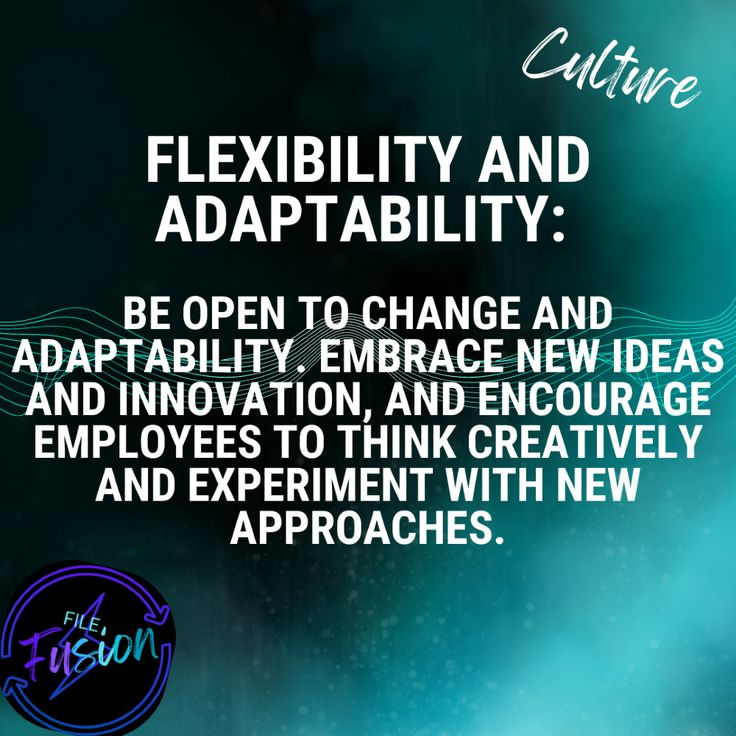 Culture
FLEXIBILITY AND
ADAPTABILITY:
BE OPEN TO CHANGE AND
ADAPTABILITY. EMBRACE NEW IDEAS
AND INNOVATION, AND ENCOURAGE
EMPLOYEES TO THINK CREATIVELY
AND EXPERIMENT WITH NEW
APPROACHES.
FILE
Fusion